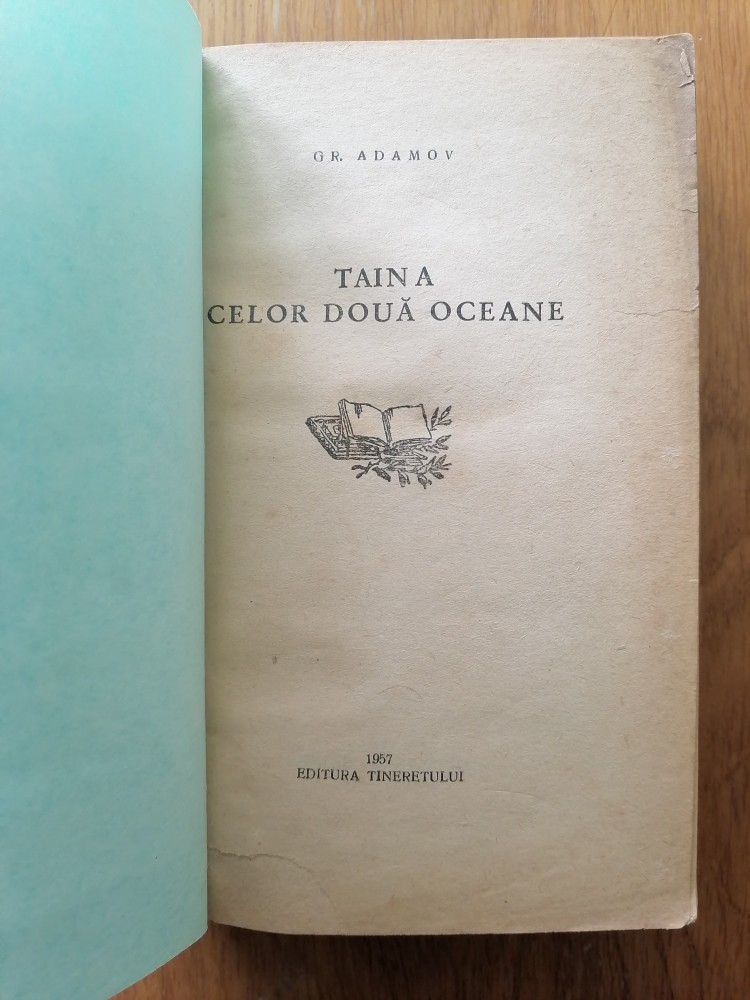 GR. ADAMOV
TAINA
CELOR DOUĂ OCEANE
1957
EDITURA TINERETULUI